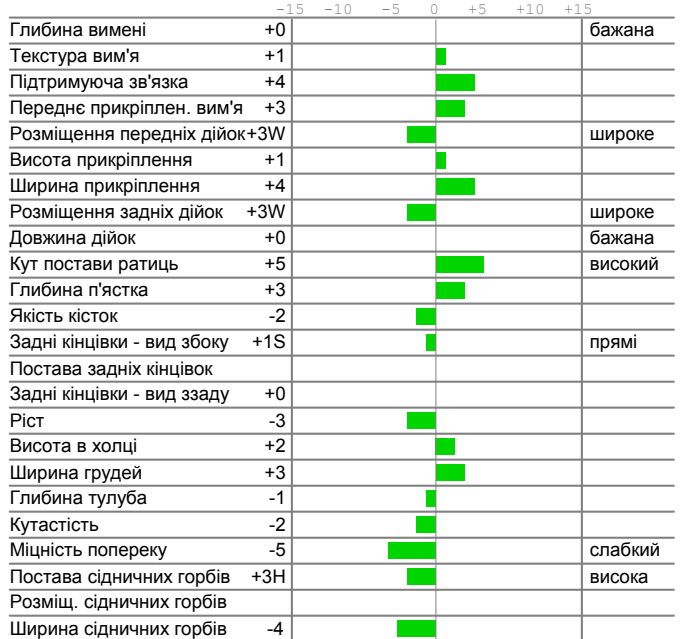 -15 -10 -5 0 +5 +10 +15
Глибина вимені +0 бажана
Текстура вим'я +1
Підтримуюча зв'язка +4
Переднє прикріплен. вим'я +3
Розміщення передніх дійок+3W широке
Висота прикріплення +1
Ширина прикріплення +4
Розміщення задніх дійок +3W широке
Довжина дійок +0 бажана
Кут постави ратиць +5 високий
Глибина п'ястка +3
Якість кісток -2
Задні кінцівки - вид збоку +1S прямі
Постава задніх кінцівок
Задні кінцівки - вид ззаду +0
Ріст -3
Висота в холці +2
Ширина грудей +3
Глибина тулуба -1
Кутастість -2
Міцність попереку -5 слабкий
Постава сідничних горбів +3H висока
Розміщ. сідничних горбів
Ширина сідничних горбів -4